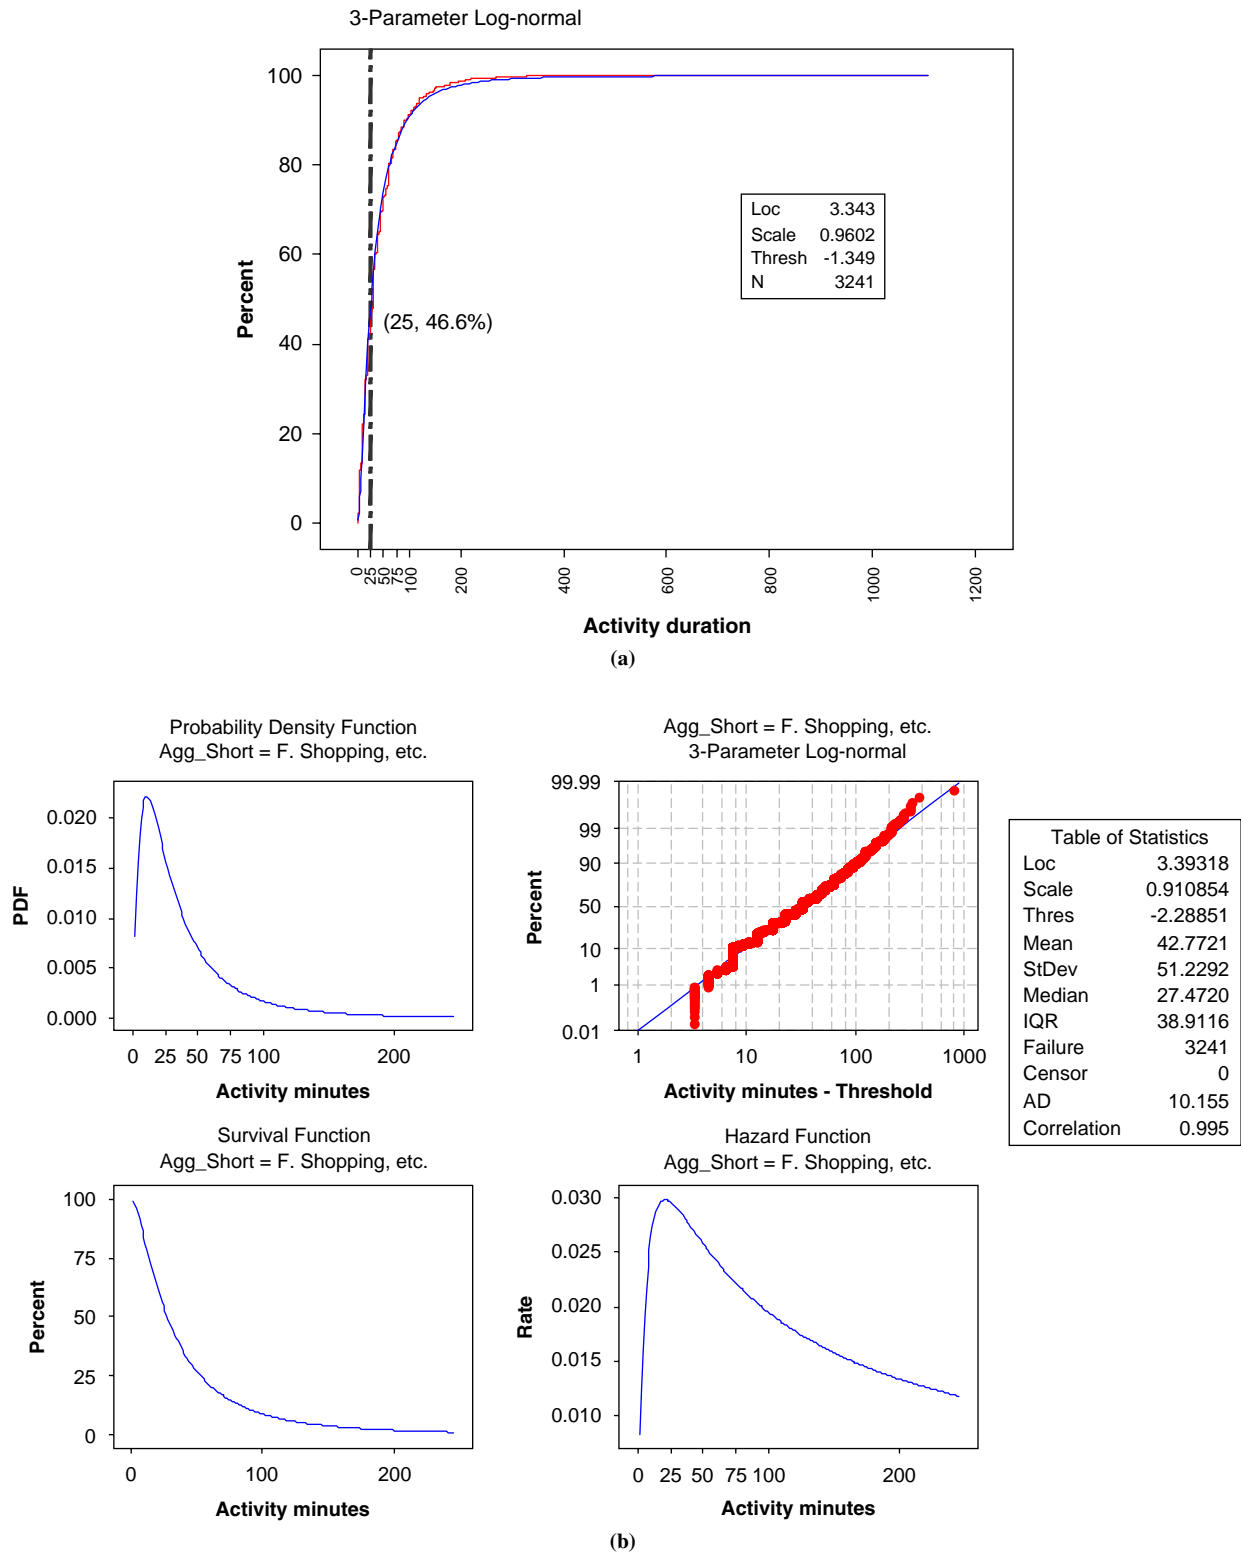 3-Parameter Log-normal
100
80
60
40
20
0
Percent
Loc 3.343
Scale 0.9602
Thresh -1.349
N 3241
(25, 46.6%)
0 25 50 75 100 200 400 600 800 1000 1200
Activity duration
(a)
Probability Density Function
Agg_Short = F. Shopping, etc.
0.020
0.015
0.010
0.005
0.000
PDF
0 25 50 75 100 200
Activity minutes
Agg_Short = F. Shopping, etc.
3-Parameter Log-normal
99.99
99
90
50
10
1
0.01
Percent
1 10 100 1000
Activity minutes - Threshold
Table of Statistics
Loc 3.39318
Scale 0.910854
Thres -2.28851
Mean 42.7721
StDev 51.2292
Median 27.4720
IQR 38.9116
Failure 3241
Censor 0
AD 10.155
Correlation 0.995
Survival Function
Agg_Short = F. Shopping, etc.
100
75
50
25
0
Percent
0 100 200
Activity minutes
Hazard Function
Agg_Short = F. Shopping, etc.
0.030
0.025
0.020
0.015
0.010
Rate
0 25 50 75 100 200
Activity minutes
(b)